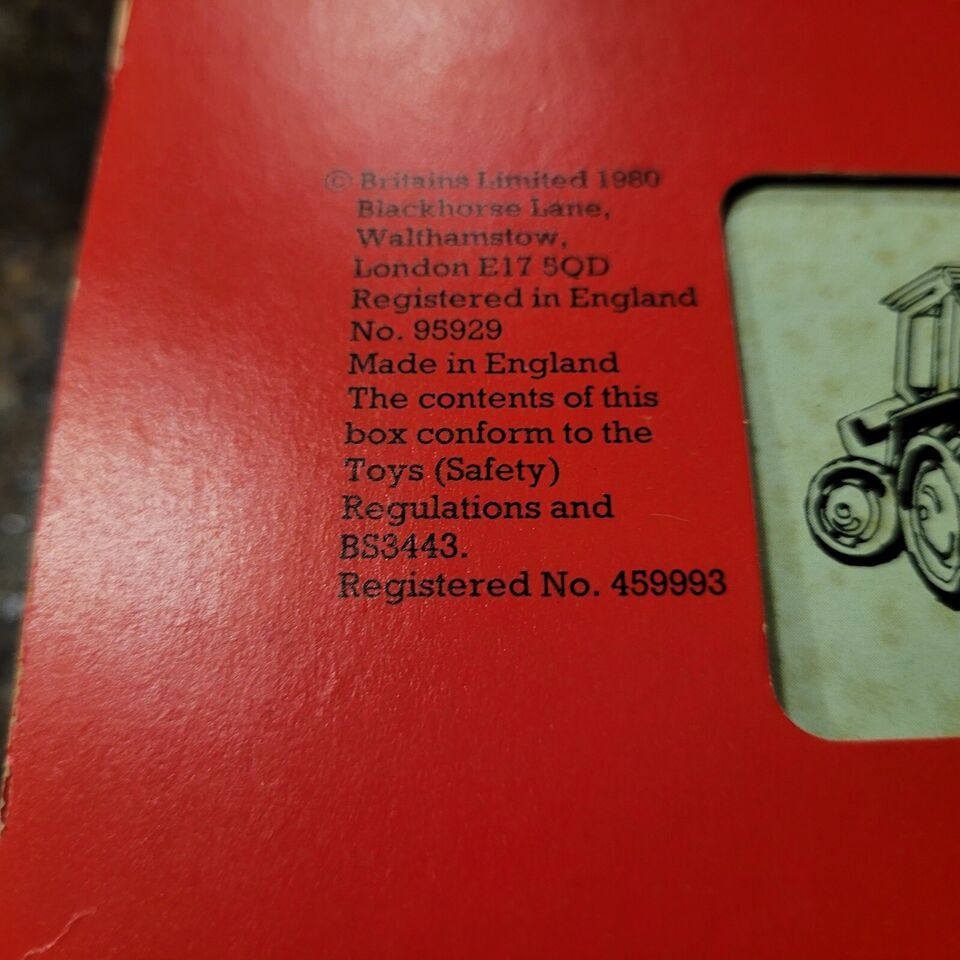 © Britains Limited 1980
Blackhorse Lane,
Walthamstow,
London E17 5QD
Registered in England
No. 95929
Made in England
The contents of this
box conform to the
Toys (Safety)
Regulations and
BS3443.
Registered No. 459993